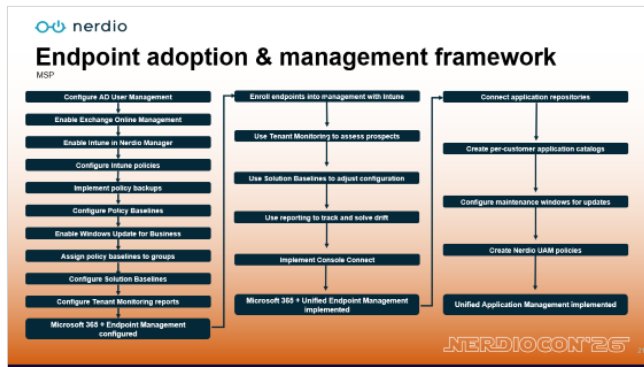 nerdio
Endpoint adoption & management framework
MSP
Configure AD User Management
Enable Exchange Online Management
Enable Intune in Nerdio Manager
Configure Intune policies
Implement policy backups
Configure Policy Baselines
Enable Windows Update for Business
Assign policy baselines to groups
Configure Solution Baselines
Configure Tenant Monitoring reports
Microsoft 365 + Endpoint Management
configured
Enroll endpoints into management with Intune
Use Tenant Monitoring to assess prospects
Use Solution Baselines to adjust configuration
Use reporting to track and solve drift
Implement Console Connect
Microsoft 365 + Unified Endpoint Management
implemented
Connect application repositories
Create per-customer application catalogs
Configure maintenance windows for updates
Create Nerdio UAM policies
Unified Application Management implemented
NERDIOCON'26